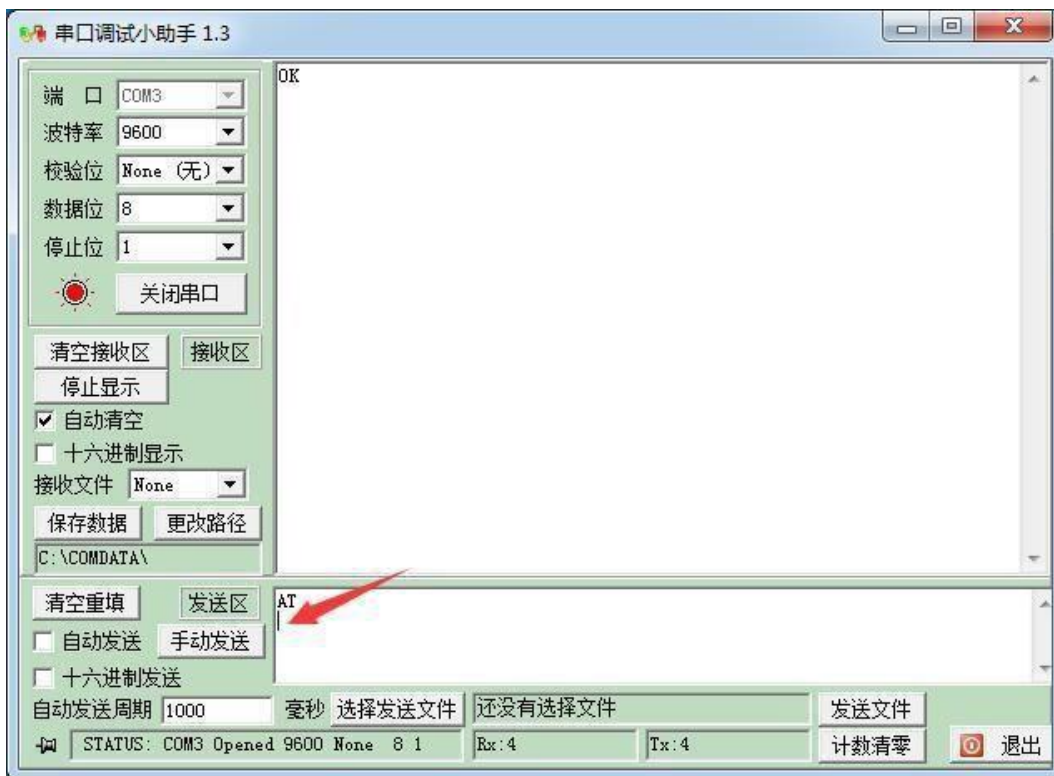 串口调试小助手 1.3
端 口 COM3
波特率 9600
校验位 None (无)
数据位 8
停止位 1
关闭串口
清空接收区 接收区
停止显示
自动清空
十六进制显示
接收文件 None
保存数据 更改路径
C:\COMDATA\
OK
清空重填 发送区
自动发送 手动发送
十六进制发送
AT
自动发送周期 1000 毫秒 选择发送文件 还没有选择文件 发送文件
STATUS: COM3 Opened 9600 None 8 1 Rx:4 Tx:4 计数清零 退出